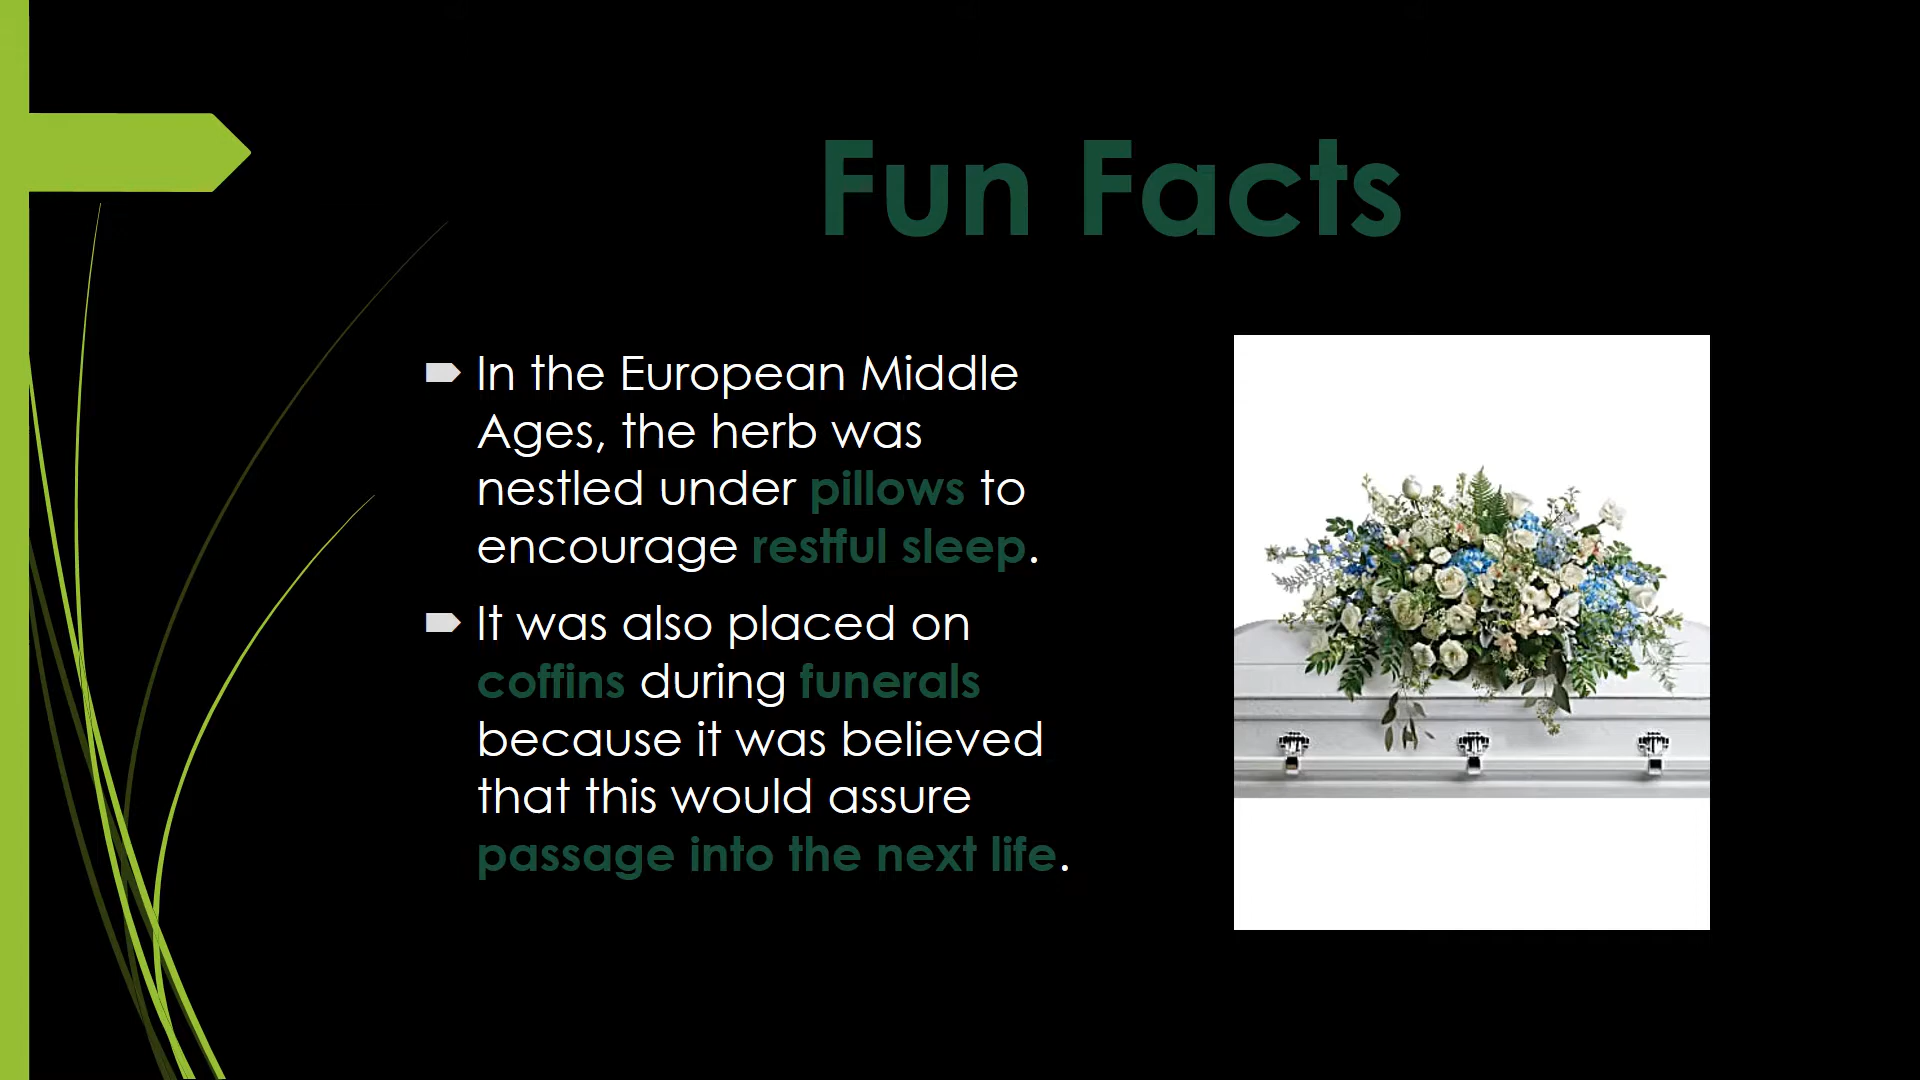 Fun Facts
In the European Middle
Ages, the herb was
nestled under pillows to
encourage restful sleep.
It was also placed on
coffins during funerals
because it was believed
that this would assure
passage into the next life.